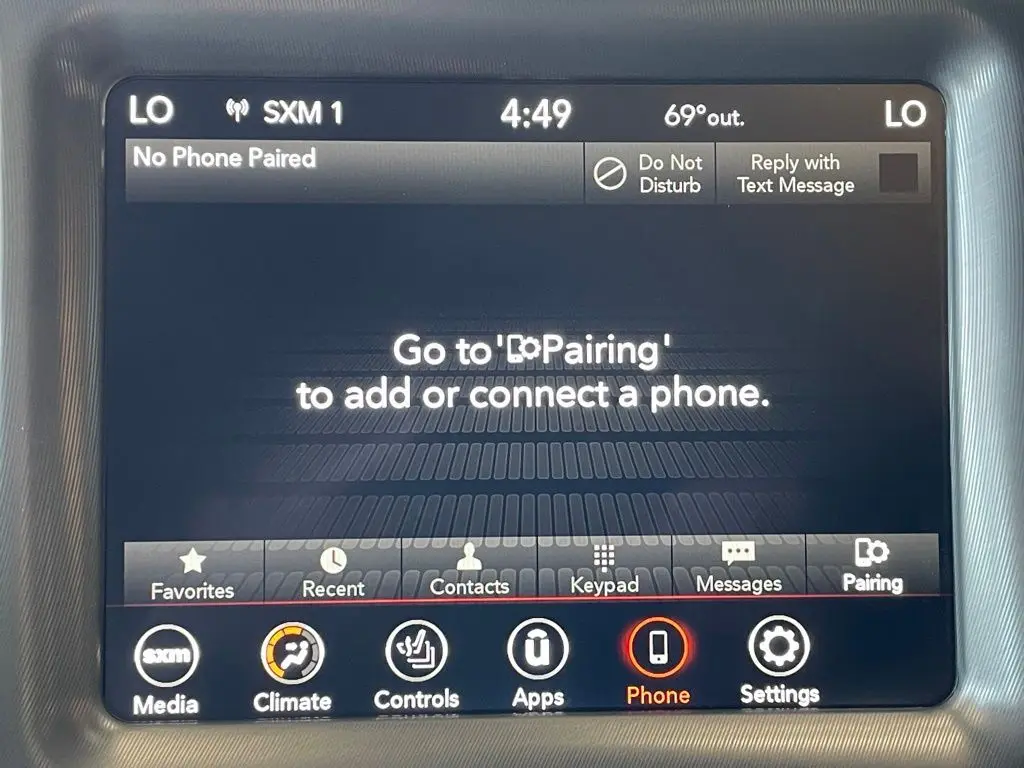 LO SXM 1 4:49 69°out. LO
No Phone Paired
Do Not
Disturb
Reply with
Text Message
Go to 'Pairing'
to add or connect a phone.
Favorites Recent Contacts Keypad Messages Pairing
sxm ū
Media Climate Controls Apps Phone Settings